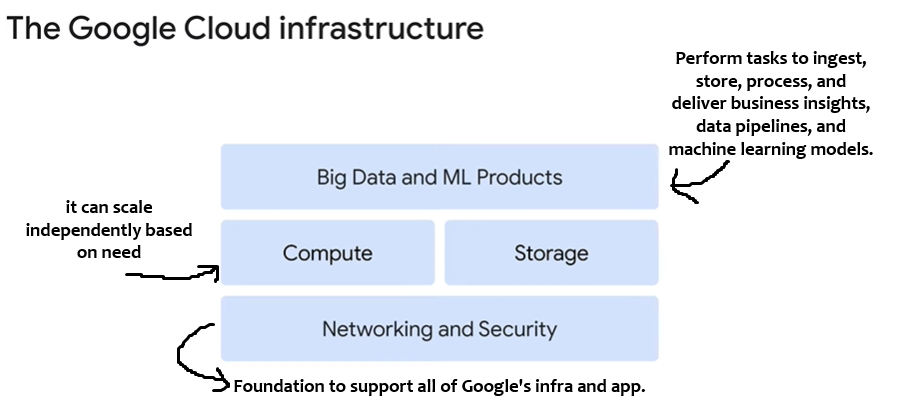 The Google Cloud infrastructure
Perform tasks to ingest,
store, process, and
deliver business insights,
data pipelines, and
machine learning models.
Big Data and ML Products
it can scale
independently based
on need
Compute
Storage
Networking and Security
Foundation to support all of Google's infra and app.